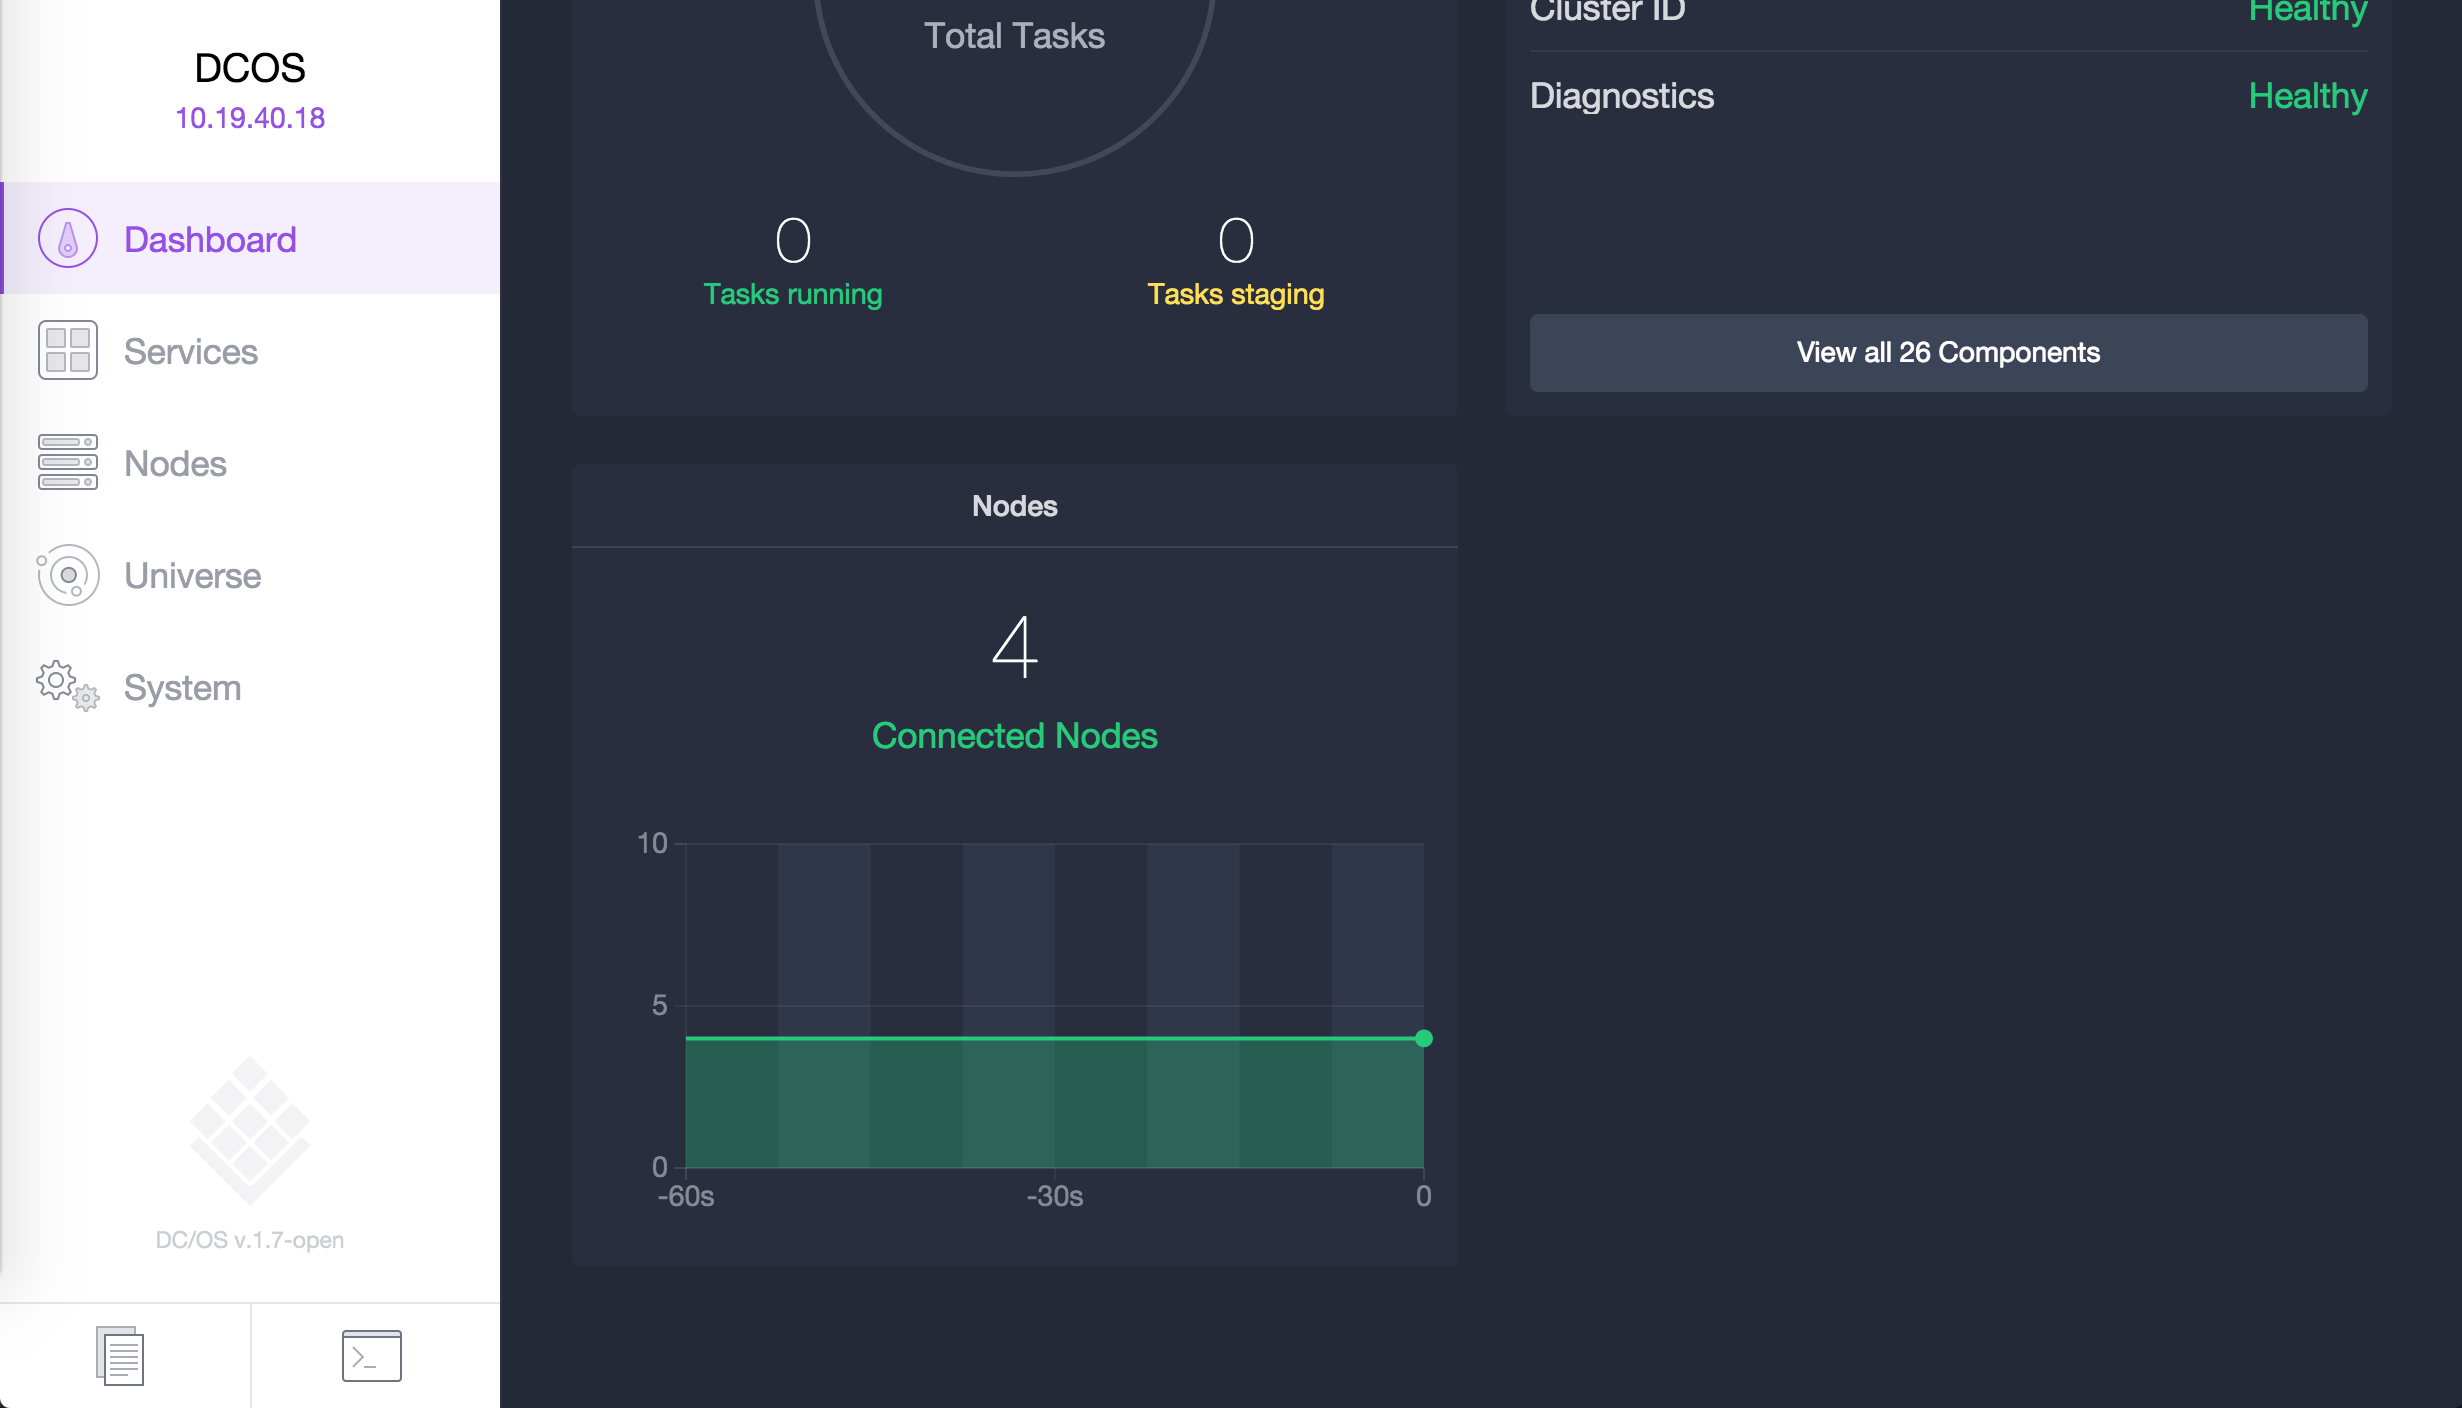 DCOS
10.19.40.18
Dashboard
Services
Nodes
Universe
System
DC/OS v.1.7-open
Total Tasks
0
Tasks running
0
Tasks staging
Cluster ID
Healthy
Diagnostics
Healthy
View all 26 Components
Nodes
4
Connected Nodes
10
5
0
-60s
-30s
0